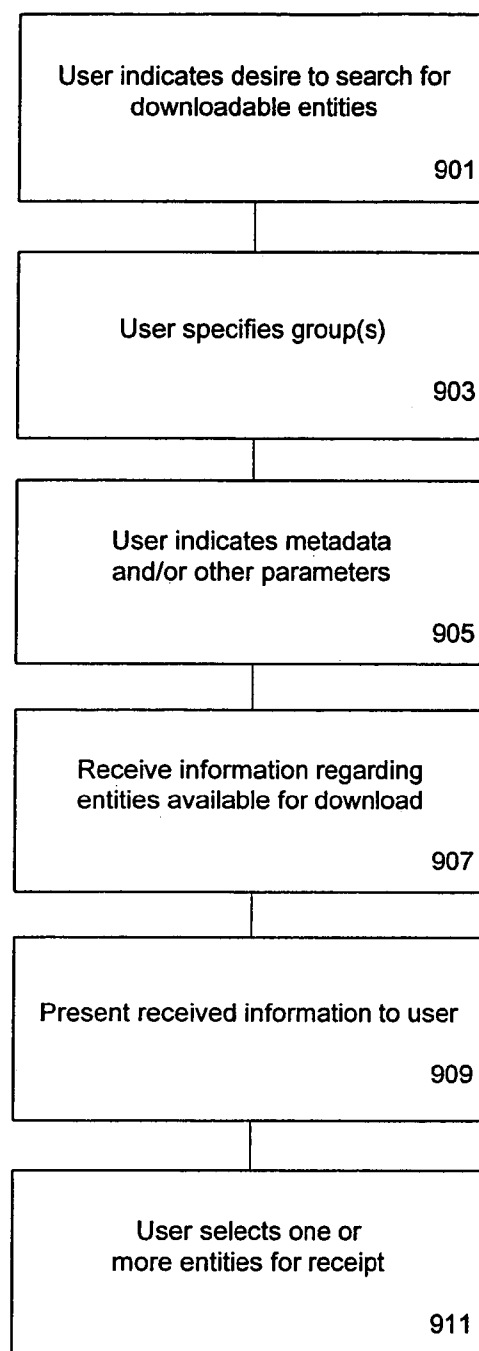 User indicates desire to search for
downloadable entities
901
User specifies group(s)
903
User indicates metadata
and/or other parameters
905
Receive information regarding
entities available for download
907
Present received information to user
909
User selects one or
more entities for receipt
911